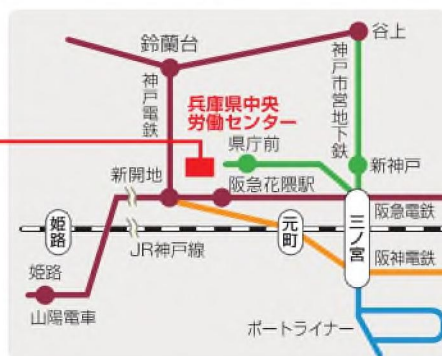 谷上
鈴蘭台
神戸電鉄
神戸市営地下鉄
兵庫県中央
労働センター
県庁前
新神戸
新開地
阪急花隈駅
阪急電鉄
姫路
JR神戸線
元町
三ノ宮
阪神電鉄
姫路
山陽電車
ポートライナー